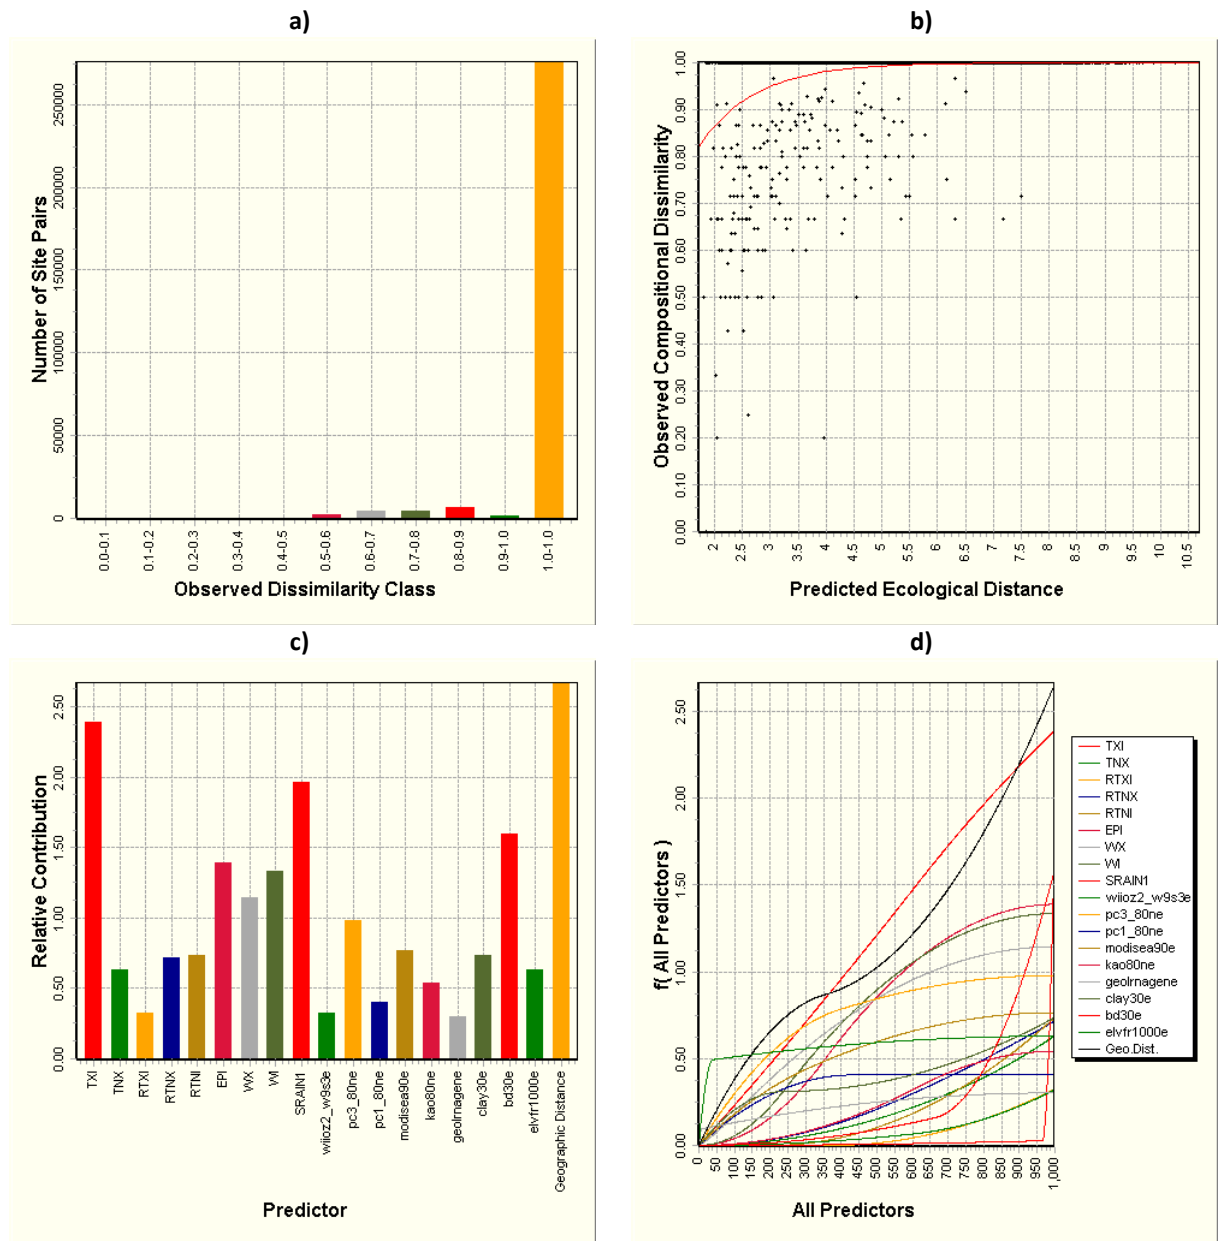 a)
250000
200000
150000
100000
50000
0
Number of Site Pairs
0.0-0.1
0.1-0.2
0.2-0.3
0.3-0.4
0.4-0.5
0.5-0.6
0.6-0.7
0.7-0.8
0.8-0.9
0.9-1.0
1.0-1.0
Observed Dissimilarity Class
b)
1.00
0.90
0.80
0.70
0.60
0.50
0.40
0.30
0.20
0.10
0.00
Observed Compositional Dissimilarity
2
2.5
3
3.5
4
4.5
5
5.5
6
6.5
7
7.5
8
8.5
9
9.5
10
10.5
Predicted Ecological Distance
c)
2.50
2.00
1.50
1.00
0.50
0.00
Relative Contribution
TXI
TNX
RTXI
RTNX
RTNI
EPI
WX
WI
SRAIN1
wiioz2_w9s3e
pc3_80ne
pc1_80ne
modisea90e
kao80ne
geolrnagene
clay30e
bd30e
elvfr1000e
Geographic Distance
Predictor
d)
2.50
2.00
1.50
1.00
0.50
0.00
f( All Predictors )
0
50
100
150
200
250
300
350
400
450
500
550
600
650
700
750
800
850
900
950
1,000
All Predictors
TXI
TNX
RTXI
RTNX
RTNI
EPI
WX
WI
SRAIN1
wiioz2_w9s3e
pc3_80ne
pc1_80ne
modisea90e
kao80ne
geolrnagene
clay30e
bd30e
elvfr1000e
Geo.Dist.